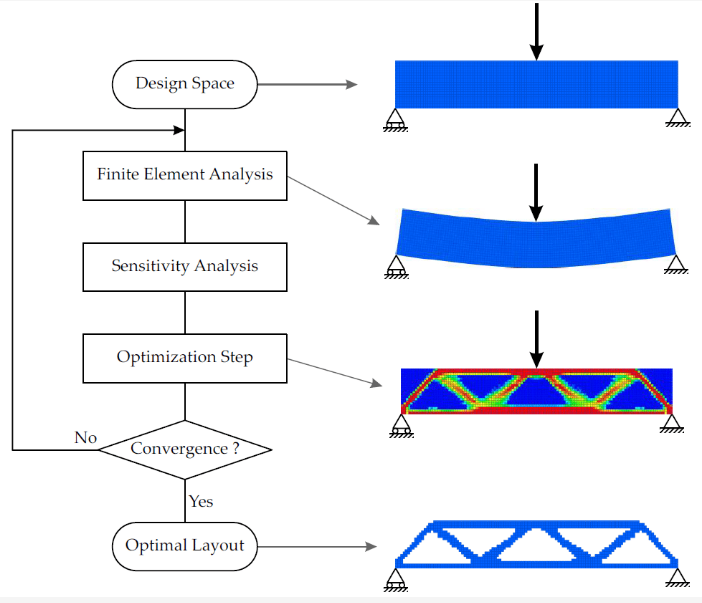 Design Space
Finite Element Analysis
Sensitivity Analysis
Optimization Step
Convergence ?
No
Yes
Optimal Layout